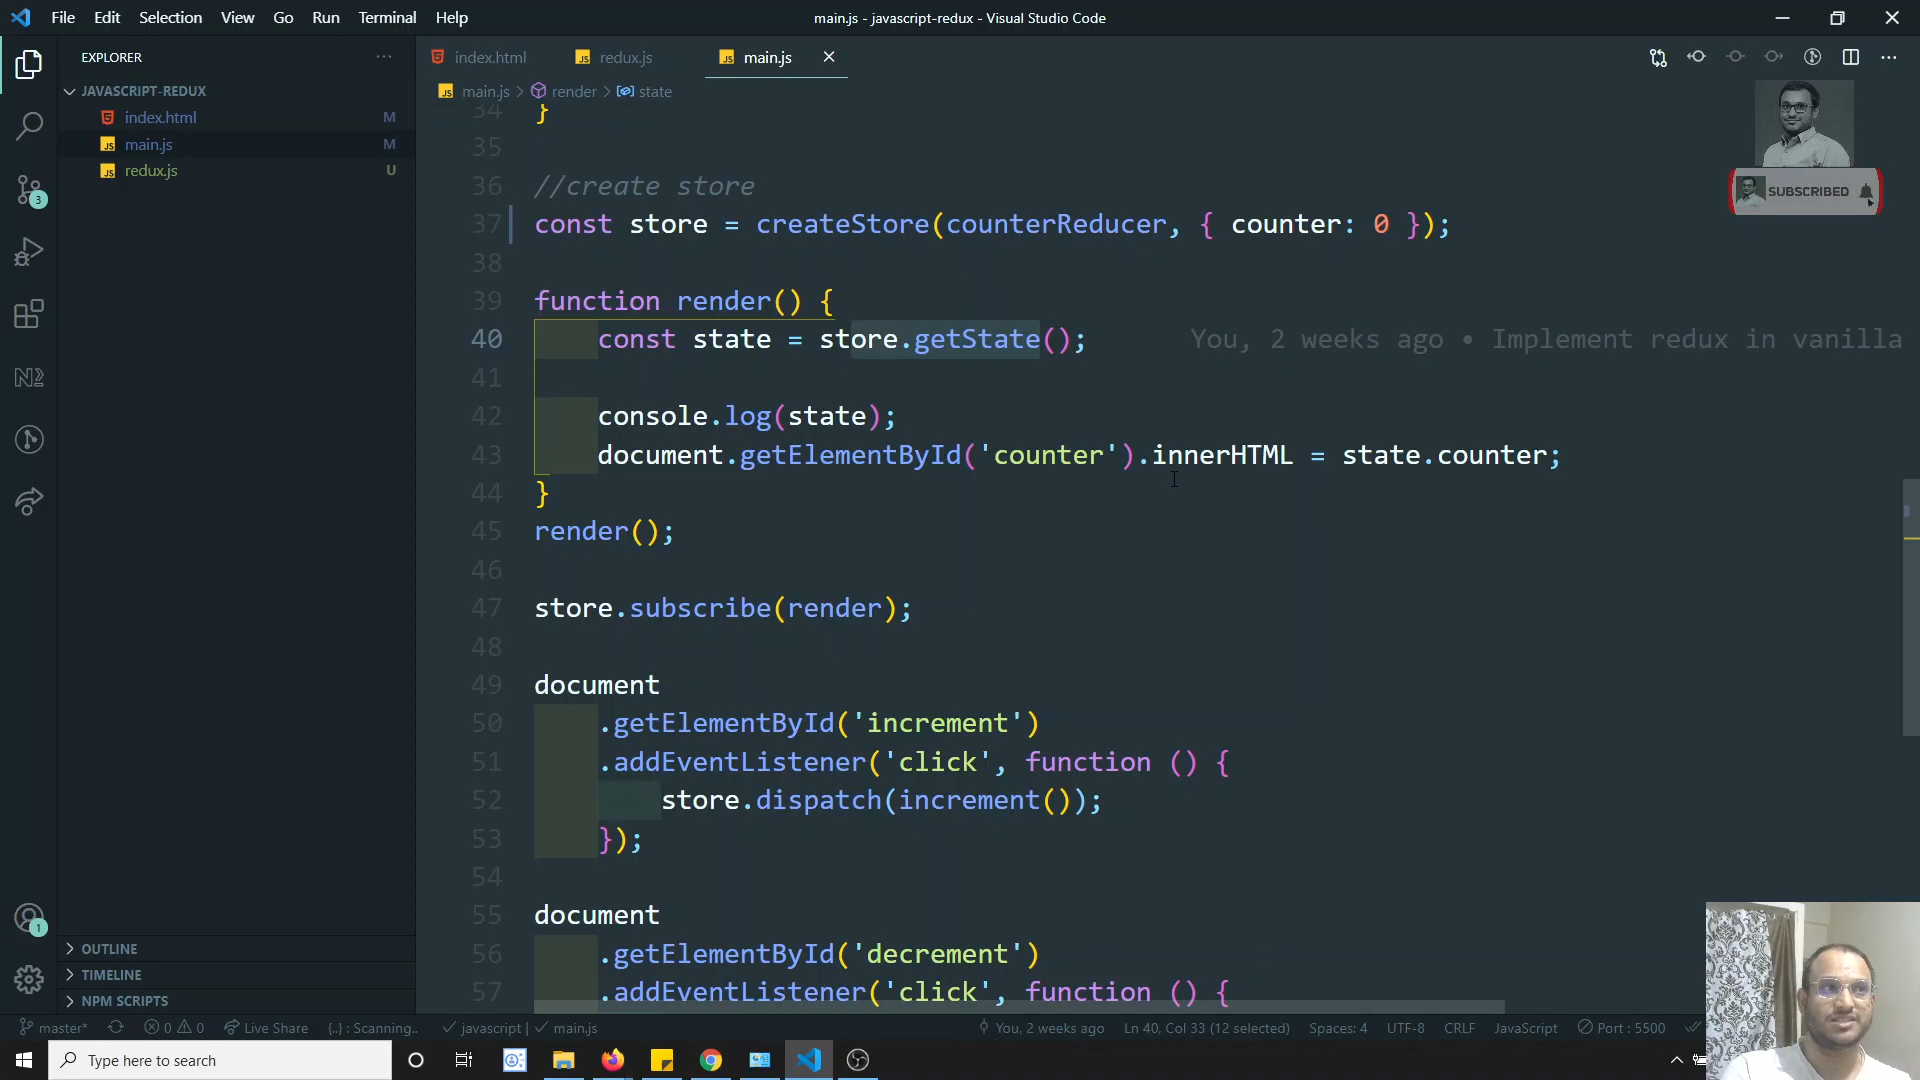 File Edit Selection View Go Run Terminal Help
main.js - javascript-redux - Visual Studio Code
EXPLORER
JAVASCRIPT-REDUX
index.html M
main.js M
redux.js U
OUTLINE
TIMELINE
NPM SCRIPTS
3
1
index.html redux.js main.js
main.js > render > state
SUBSCRIBED
34 }
35
36 //create store
37 const store = createStore(counterReducer, { counter: 0 });
38
39 function render() {
40 const state = store.getState(); You, 2 weeks ago • Implement redux in vanilla
41
42 console.log(state);
43 document.getElementById('counter').innerHTML = state.counter;
44 }
45 render();
46
47 store.subscribe(render);
48
49 document
50 .getElementById('increment')
51 .addEventListener('click', function () {
52 store.dispatch(increment());
53 });
54
55 document
56 .getElementById('decrement')
57 .addEventListener('click', function () {
master* 0 0 Live Share {..} : Scanning.. javascript | main.js You, 2 weeks ago Ln 40, Col 33 (12 selected) Spaces: 4 UTF-8 CRLF JavaScript Port : 5500
Type here to search